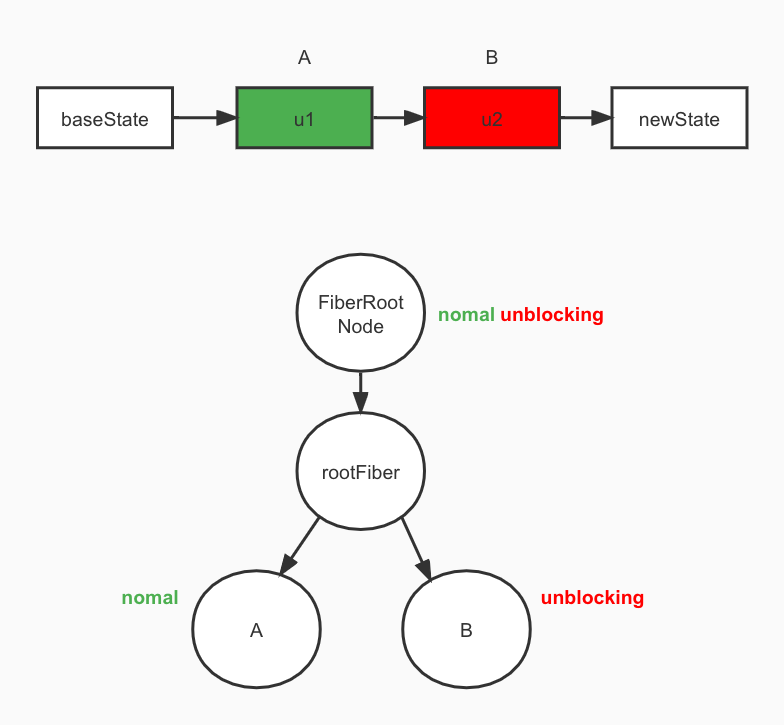 A
B
baseState
u1
u2
newState
FiberRoot
Node
nomal unblocking
rootFiber
nomal
unblocking
A
B